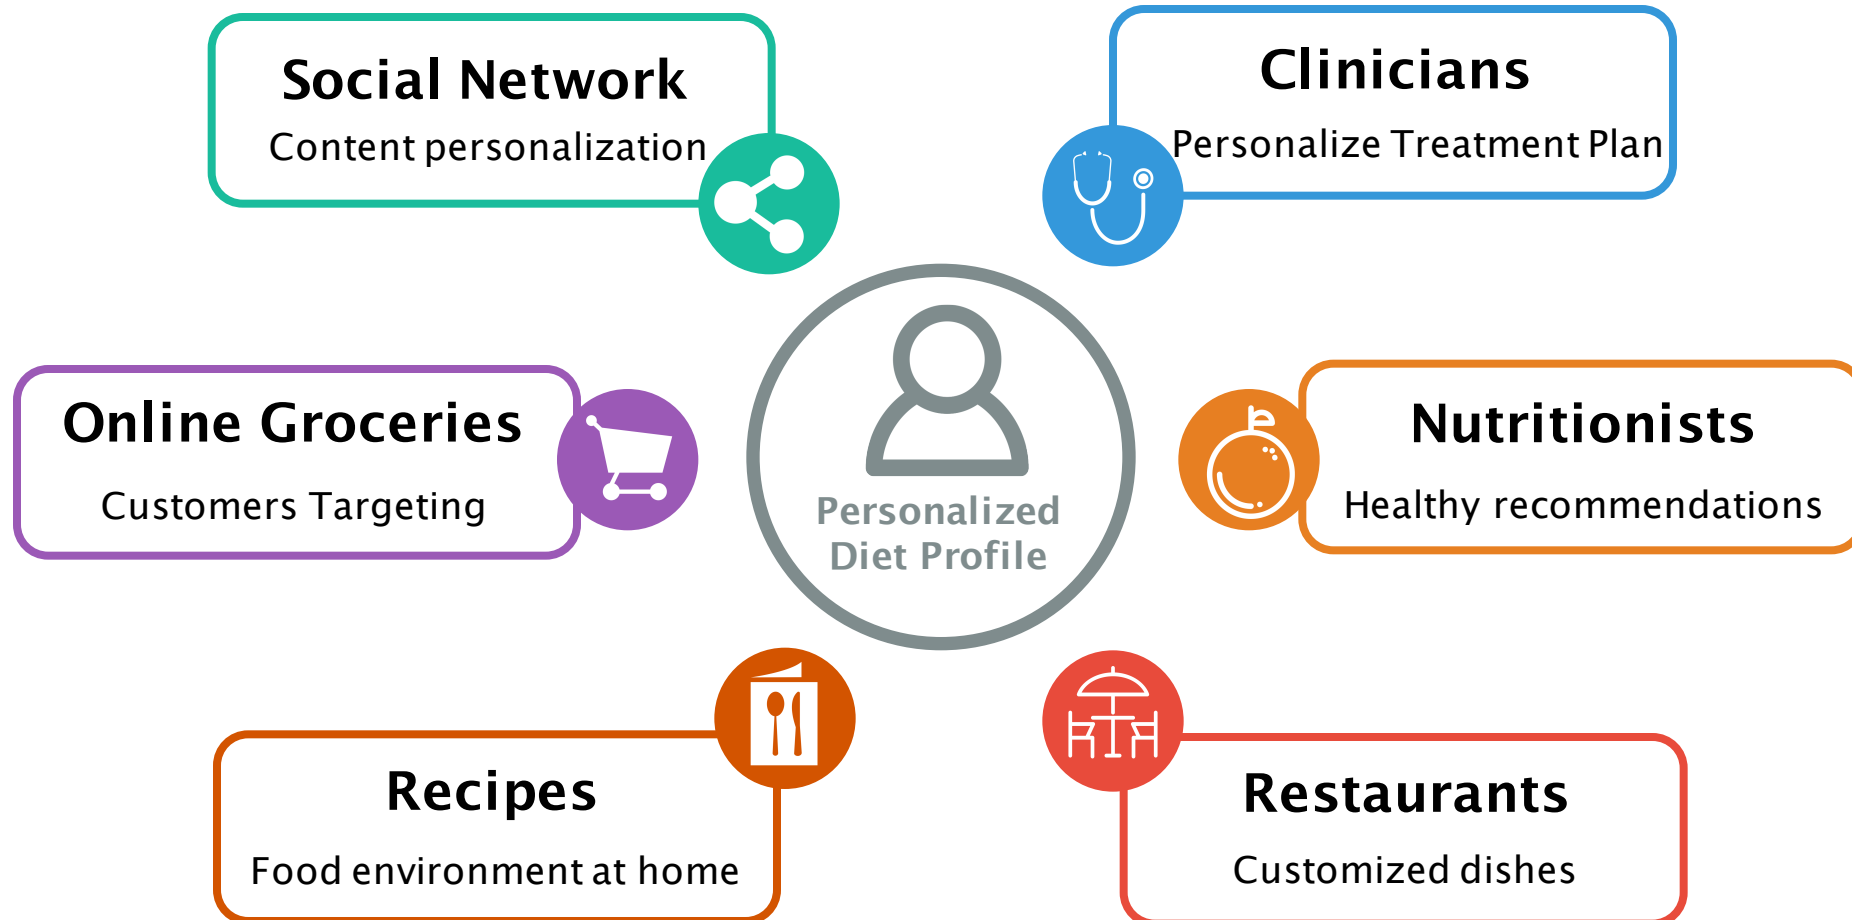 Social Network
Content personalization
Clinicians
Personalize Treatment Plan
Online Groceries
Customers Targeting
Personalized
Diet Profile
Nutritionists
Healthy recommendations
Recipes
Food environment at home
Restaurants
Customized dishes